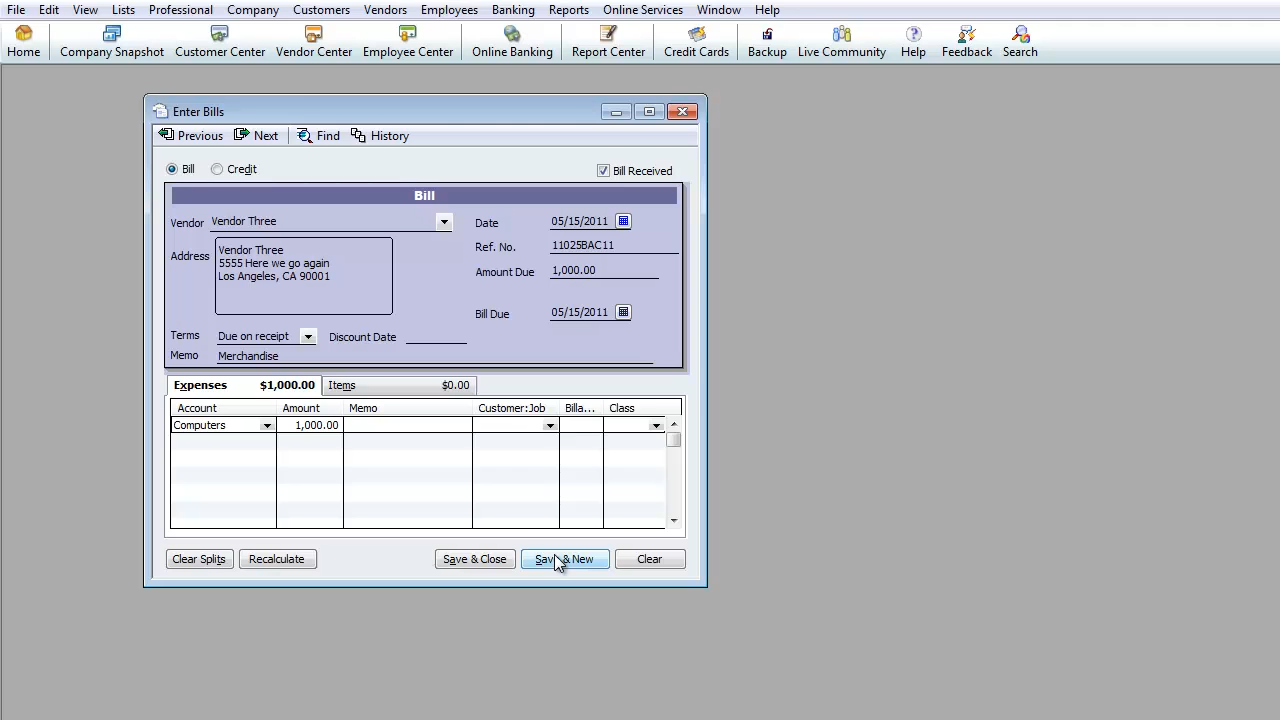 File Edit View Lists Professional Company Customers Vendors Employees Banking Reports Online Services Window Help
Home Company Snapshot Customer Center Vendor Center Employee Center Online Banking Report Center Credit Cards Backup Live Community Help Feedback Search
Enter Bills
Previous Next Find History
Bill Credit Bill Received
Bill
Vendor Vendor Three Date 05/15/2011
Address Vendor Three Ref. No. 11025BAC11
5555 Here we go again Amount Due 1,000.00
Los Angeles, CA 90001
Bill Due 05/15/2011
Terms Due on receipt Discount Date
Memo Merchandise
Expenses $1,000.00 Items $0.00
Account Amount Memo Customer:Job Billa... Class
Computers 1,000.00
Clear Splits Recalculate Save & Close Save & New Clear